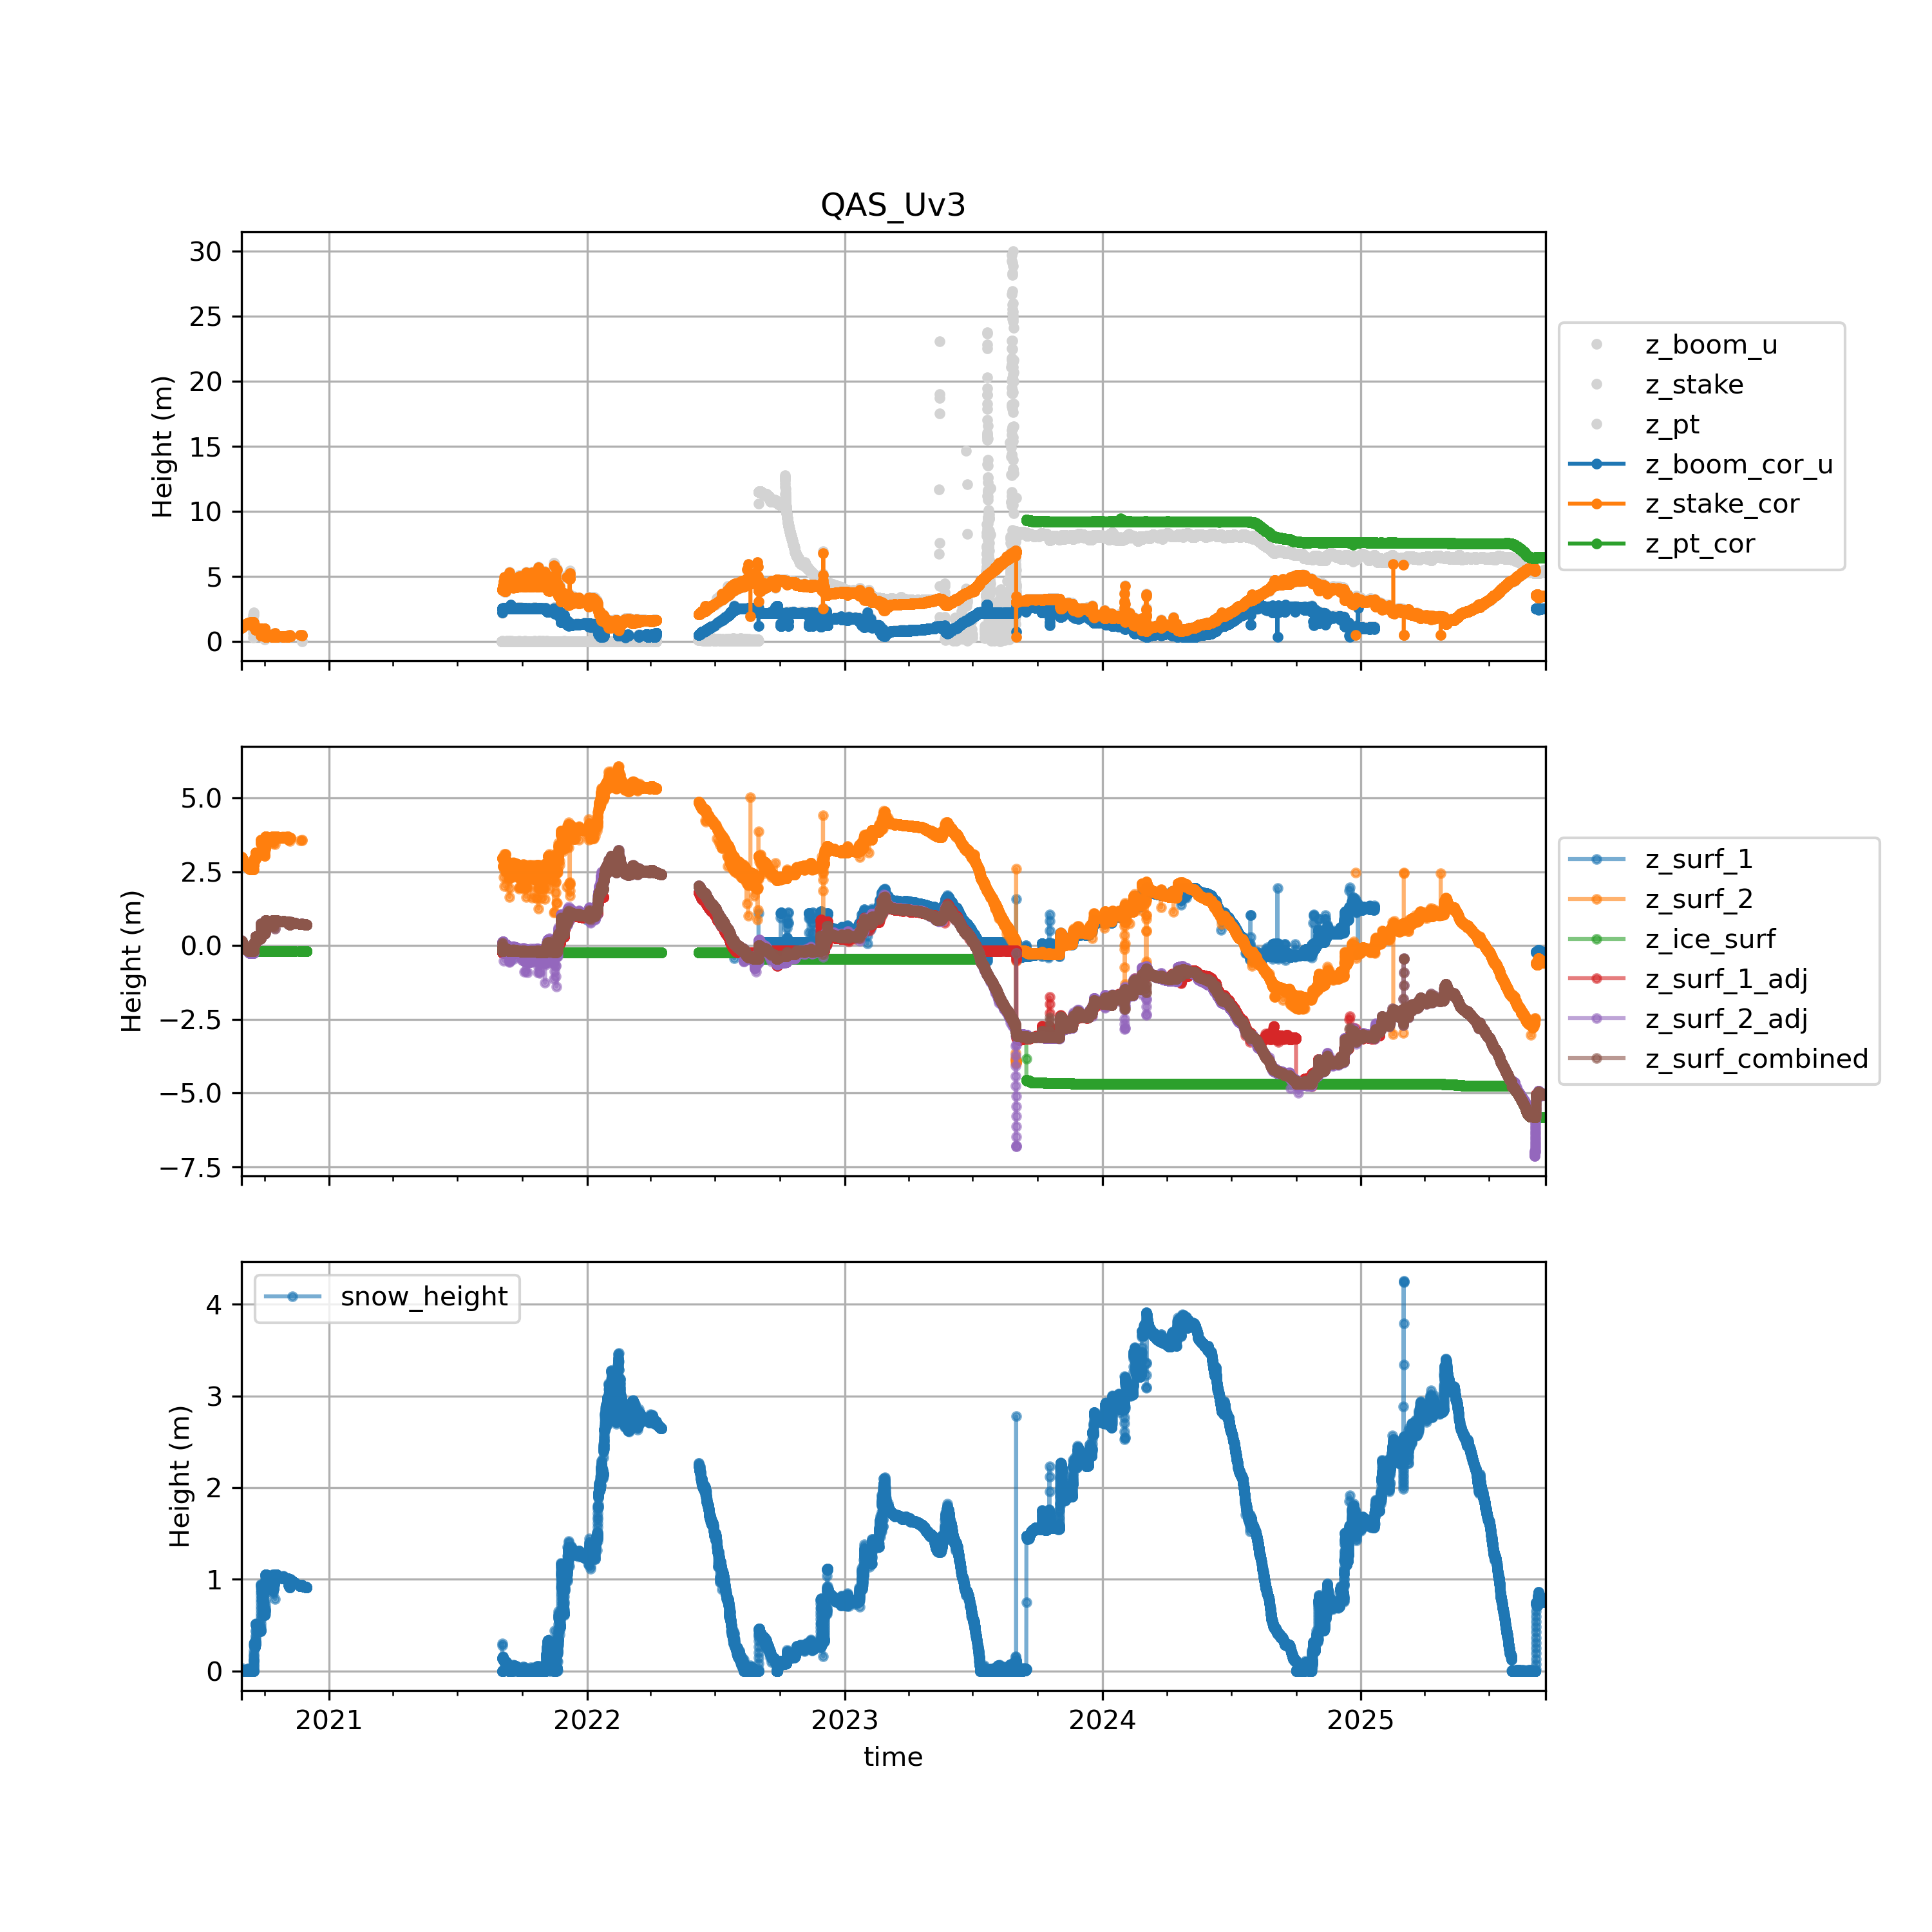 QAS_Uv3
30
25
20
15
10
5
0
Height (m)
z_boom_u
z_stake
z_pt
z_boom_cor_u
z_stake_cor
z_pt_cor
5.0
2.5
0.0
−2.5
−5.0
−7.5
Height (m)
z_surf_1
z_surf_2
z_ice_surf
z_surf_1_adj
z_surf_2_adj
z_surf_combined
snow_height
4
3
2
1
0
Height (m)
2021 2022 2023 2024 2025
time